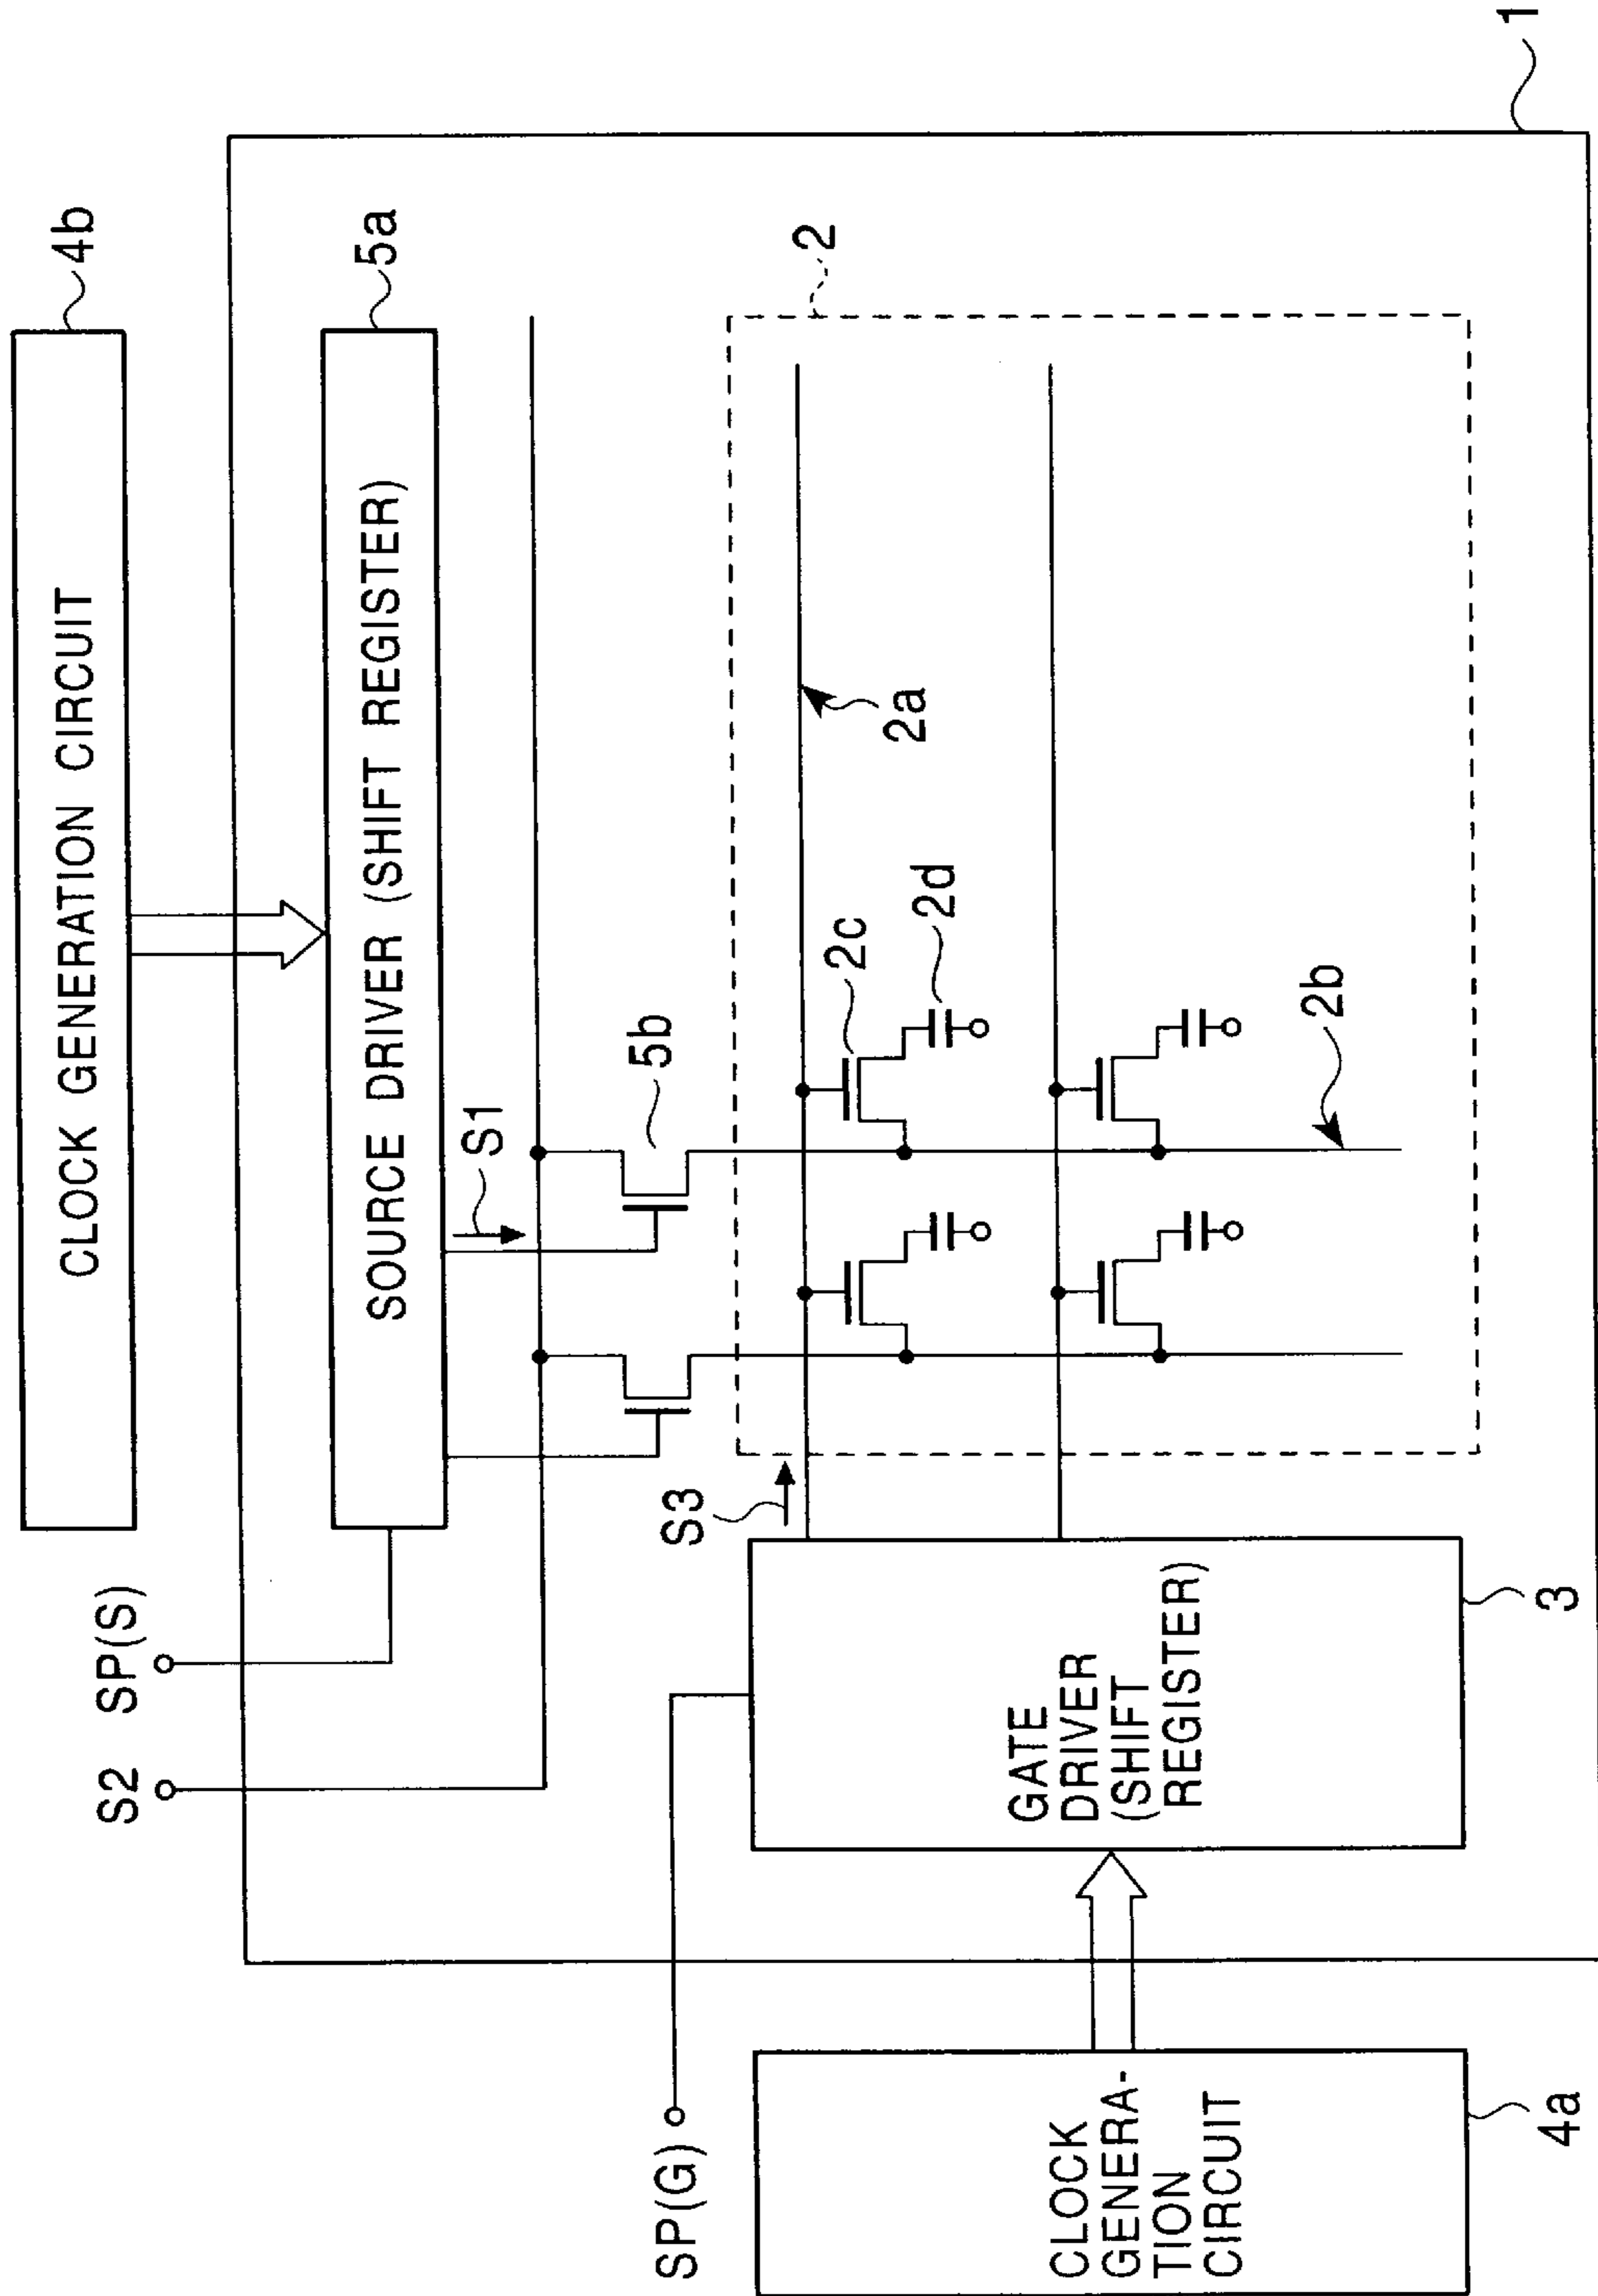 CLOCK GENERATION CIRCUIT
4b
SP(S)
S2
SOURCE DRIVER (SHIFT REGISTER)
5a
S1
5b
1
2
2a
2c
2d
2b
S3
SP(G)
GATE
DRIVER
(SHIFT
REGISTER)
3
CLOCK
GENERA-
TION
CIRCUIT
4a